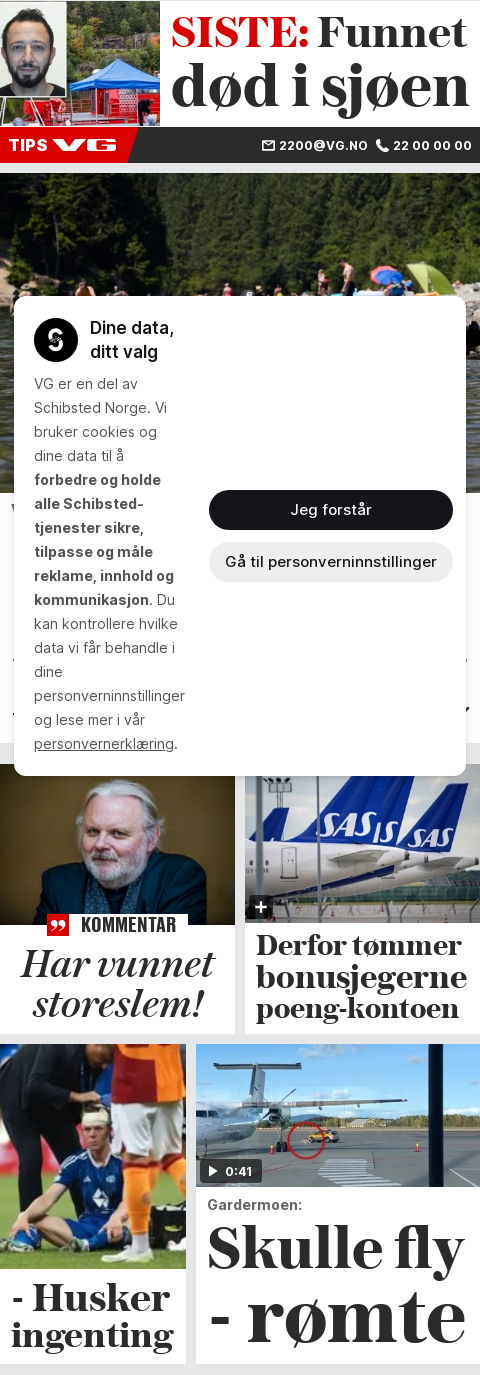 SISTE: Funnet
død i sjøen
TIPS VG
2200@VG.NO 22 00 00 00
Dine data,
ditt valg
VG er en del av
Schibsted Norge. Vi
bruker cookies og
dine data til å
forbedre og holde
alle Schibsted-
tjenester sikre,
tilpasse og måle
reklame, innhold og
kommunikasjon. Du
kan kontrollere hvilke
data vi får behandle i
dine
personverninnstillinger
og lese mer i vår
personvernerklæring.
Jeg forstår
Gå til personverninnstillinger
KOMMENTAR
Har vunnet
storeslem!
SAS SAS
Derfor tømmer
bonusjegerne
poeng-kontoen
- Husker
ingenting
0:41
Gardermoen:
Skulle fly
- rømte